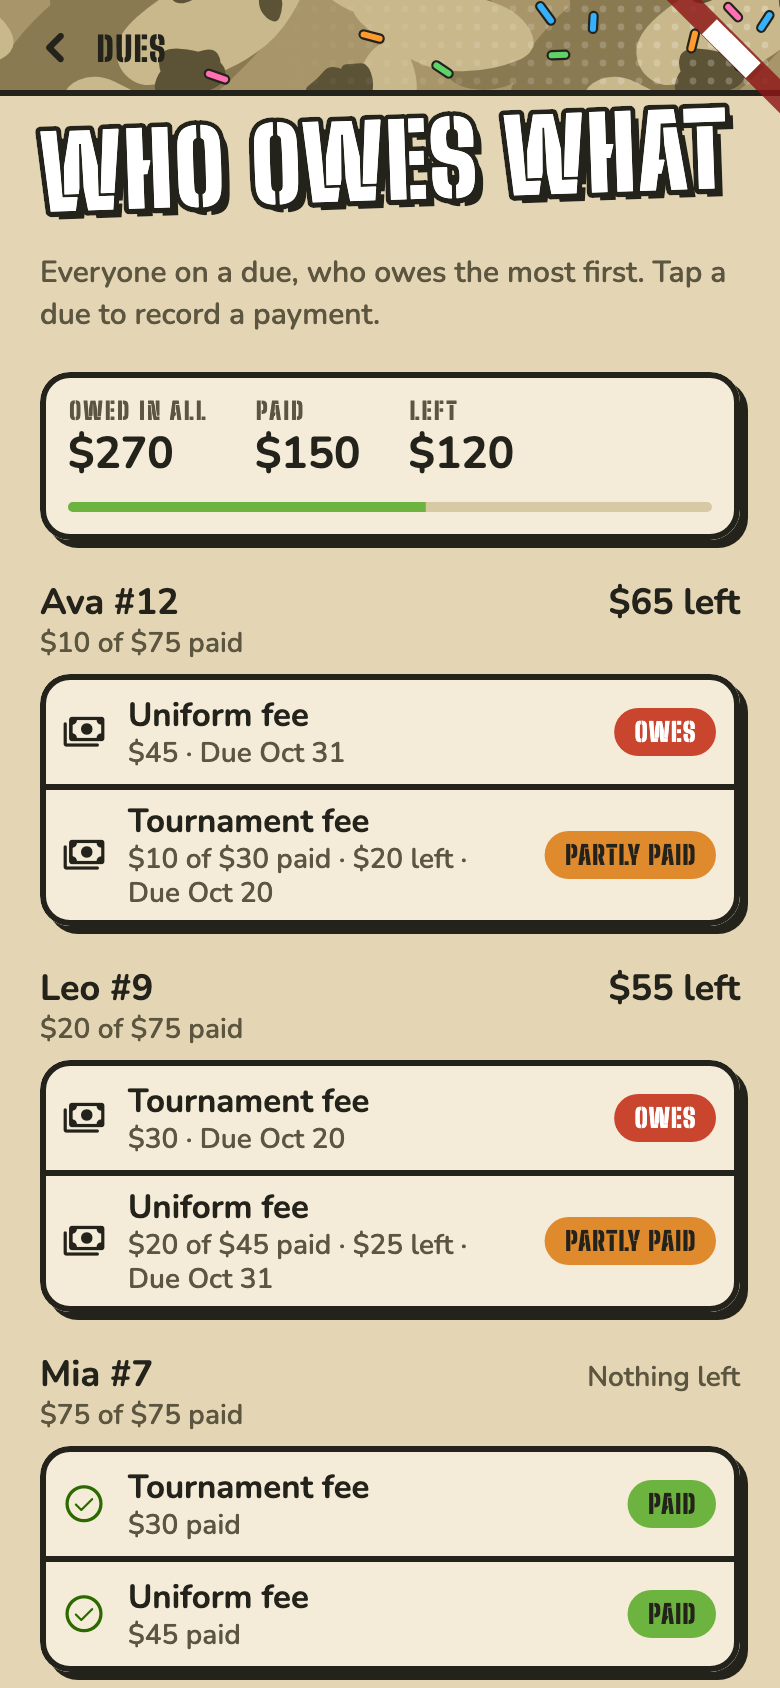 DUES
WHO OWES WHAT
Everyone on a due, who owes the most first. Tap a
due to record a payment.
OWED IN ALL PAID LEFT
$270 $150 $120
Ava #12 $65 left
$10 of $75 paid
Uniform fee
$45 · Due Oct 31
OWES
Tournament fee
$10 of $30 paid · $20 left ·
Due Oct 20
PARTLY PAID
Leo #9 $55 left
$20 of $75 paid
Tournament fee
$30 · Due Oct 20
OWES
Uniform fee
$20 of $45 paid · $25 left ·
Due Oct 31
PARTLY PAID
Mia #7 Nothing left
$75 of $75 paid
Tournament fee
$30 paid
PAID
Uniform fee
$45 paid
PAID